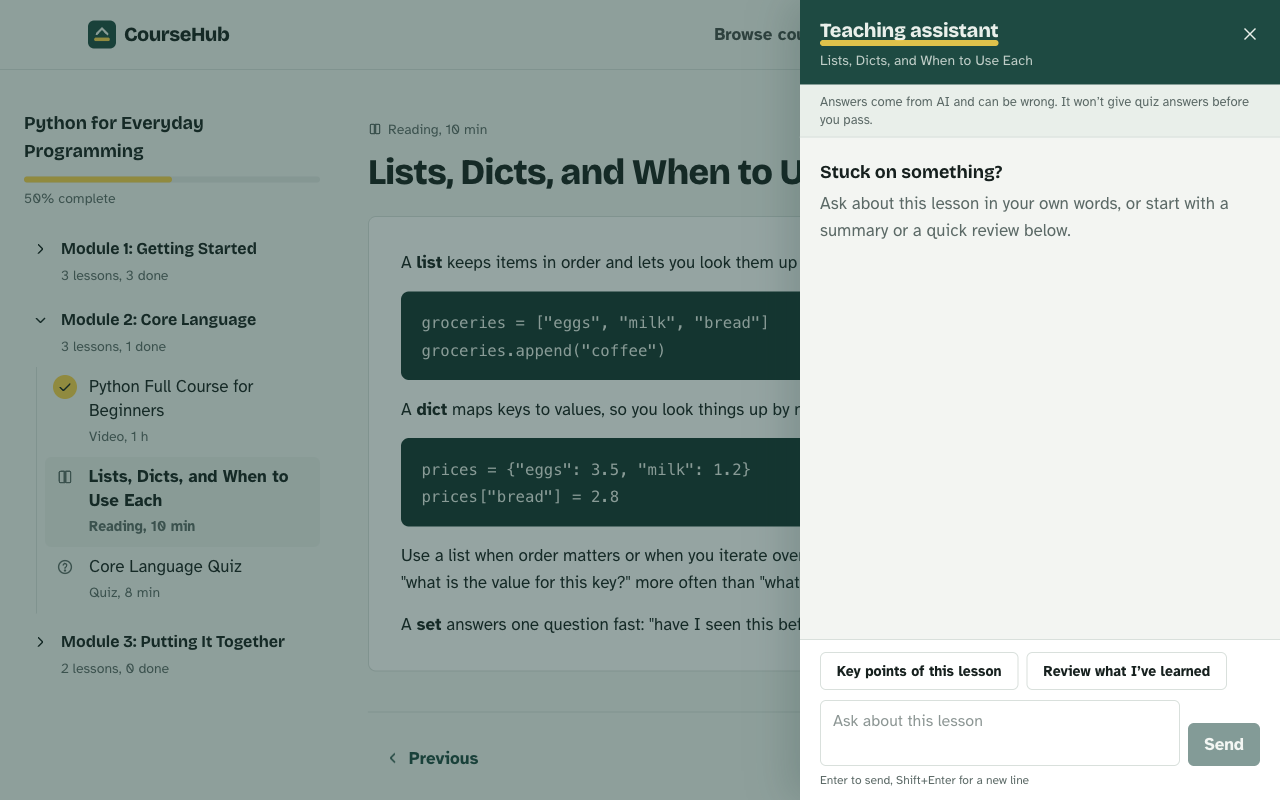 CourseHub
Browse
Python for Everyday
Programming
50% complete
Module 1: Getting Started
3 lessons, 3 done
Module 2: Core Language
3 lessons, 1 done
Python Full Course for
Beginners
Video, 1 h
Lists, Dicts, and When to
Use Each
Reading, 10 min
Core Language Quiz
Quiz, 8 min
Module 3: Putting It Together
2 lessons, 0 done
Reading, 10 min
Lists, Dicts, and When to
A list keeps items in order and lets you look them up
groceries = ["eggs", "milk", "bread"]
groceries.append("coffee")
A dict maps keys to values, so you look things up by
prices = {"eggs": 3.5, "milk": 1.2}
prices["bread"] = 2.8
Use a list when order matters or when you iterate
"what is the value for this key?" more often than "what
A set answers one question fast: "have I seen this
Previous
Teaching assistant
Lists, Dicts, and When to Use Each
Answers come from AI and can be wrong. It won’t give quiz answers before
you pass.
Stuck on something?
Ask about this lesson in your own words, or start with a
summary or a quick review below.
Key points of this lesson
Review what I’ve learned
Ask about this lesson
Send
Enter to send, Shift+Enter for a new line